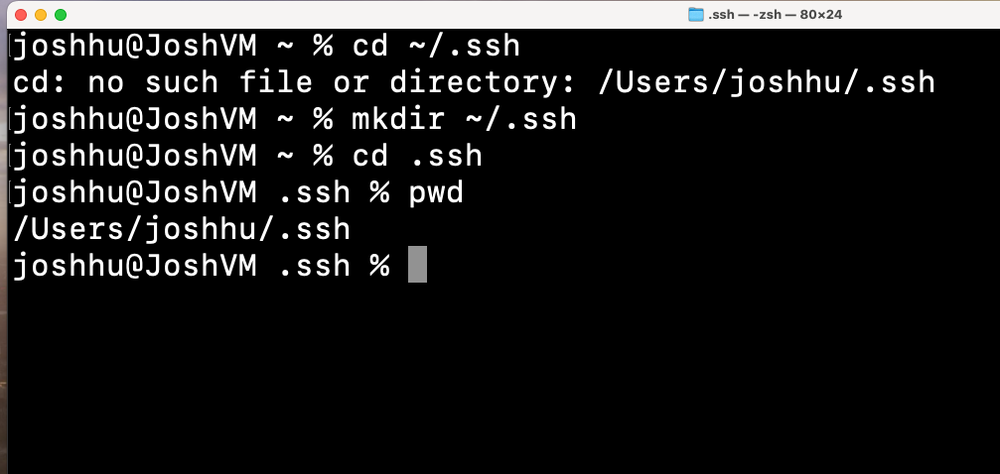 .ssh — -zsh — 80×24
joshhu@JoshVM ~ % cd ~/.ssh
cd: no such file or directory: /Users/joshhu/.ssh
joshhu@JoshVM ~ % mkdir ~/.ssh
joshhu@JoshVM ~ % cd .ssh
joshhu@JoshVM .ssh % pwd
/Users/joshhu/.ssh
joshhu@JoshVM .ssh %